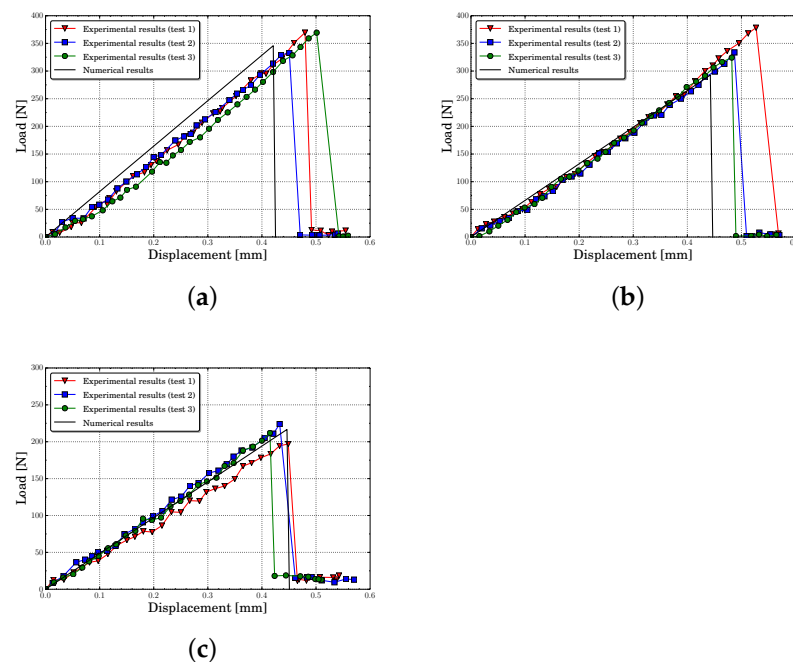 400
350
300
250
200
150
100
50
0
Load [N]
Experimental results (test 1)
Experimental results (test 2)
Experimental results (test 3)
Numerical results
0.0 0.1 0.2 0.3 0.4 0.5 0.6
Displacement [mm]
(a)
400
350
300
250
200
150
100
50
0
Load [N]
Experimental results (test 1)
Experimental results (test 2)
Experimental results (test 3)
Numerical results
0.0 0.1 0.2 0.3 0.4 0.5 0.6
Displacement [mm]
(b)
300
250
200
150
100
50
0
Load [N]
Experimental results (test 1)
Experimental results (test 2)
Experimental results (test 3)
Numerical results
0.0 0.1 0.2 0.3 0.4 0.5 0.6
Displacement [mm]
(c)